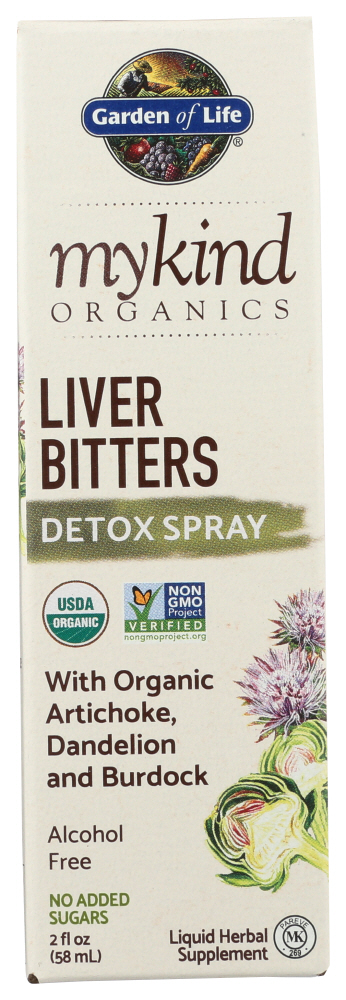 Garden of Life
®
mykind
ORGANICS
LIVER
BITTERS
DETOX SPRAY
USDA
ORGANIC
NON
GMO
Project
VERIFIED
nongmoproject.org
With Organic
Artichoke,
Dandelion
and Burdock
Alcohol
Free
NO ADDED
SUGARS
2 fl oz
(58 mL)
Liquid Herbal
Supplement
PAREVE
MK
269